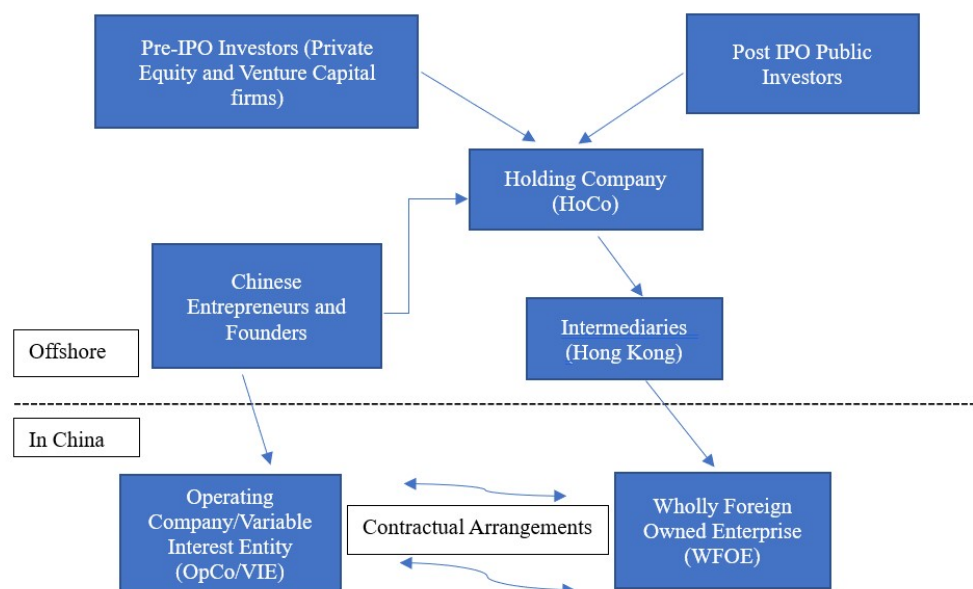 Pre-IPO Investors (Private
Equity and Venture Capital
firms)
Post IPO Public
Investors
Holding Company
(HoCo)
Chinese
Entrepreneurs and
Founders
Intermediaries
(Hong Kong)
Offshore
In China
Operating
Company/Variable
Interest Entity
(OpCo/VIE)
Contractual Arrangements
Wholly Foreign
Owned Enterprise
(WFOE)